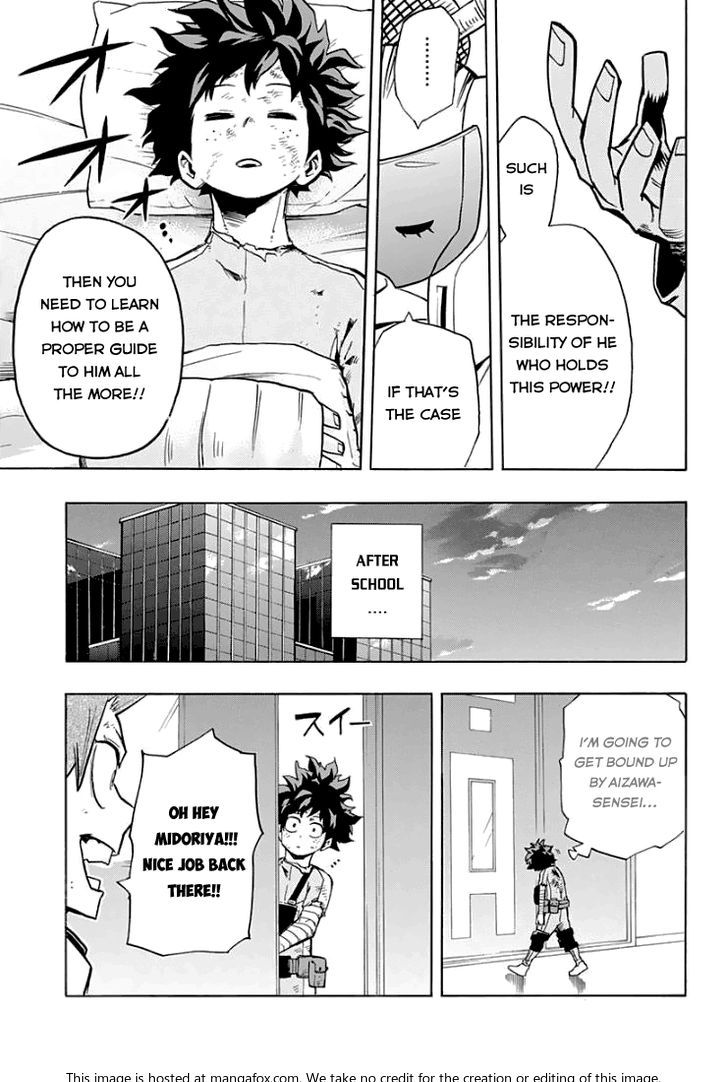 SUCH
IS
THE RESPON-
SIBILITY OF HE
WHO HOLDS
THIS POWER!!
........
IF THAT'S
THE CASE
THEN YOU
NEED TO LEARN
HOW TO BE A
PROPER GUIDE
TO HIM ALL
THE MORE!!
AFTER
SCHOOL
....
I'M GOING TO
GET BOUND UP
BY AIZAWA-
SENSEI...
スイー
OH HEY
MIDORIYA!!!
NICE JOB BACK
THERE!!
This image is hosted at mangafox.com. We take no credit for the creation or editing of this image.